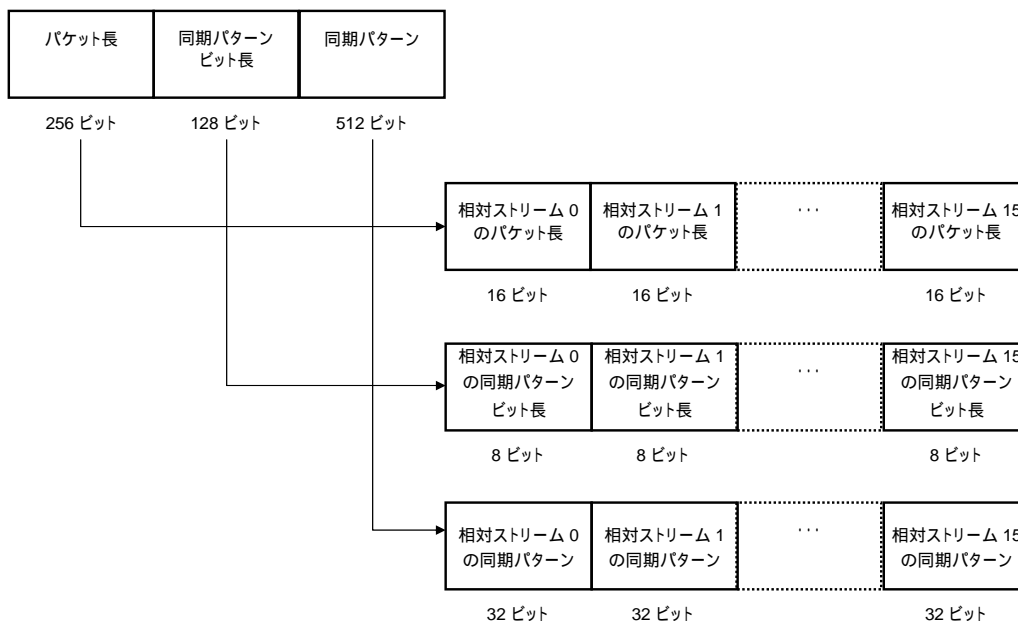 パケット長
同期パターン
ビット長
同期パターン
256 ビット
128 ビット
512 ビット
相対ストリーム 0
のパケット長
相対ストリーム 1
のパケット長
...
相対ストリーム 15
のパケット長
16 ビット
16 ビット
16 ビット
相対ストリーム 0
の同期パターン
ビット長
相対ストリーム 1
の同期パターン
ビット長
...
相対ストリーム 15
の同期パターン
ビット長
8 ビット
8 ビット
8 ビット
相対ストリーム 0
の同期パターン
相対ストリーム 1
の同期パターン
...
相対ストリーム 15
の同期パターン
32 ビット
32 ビット
32 ビット